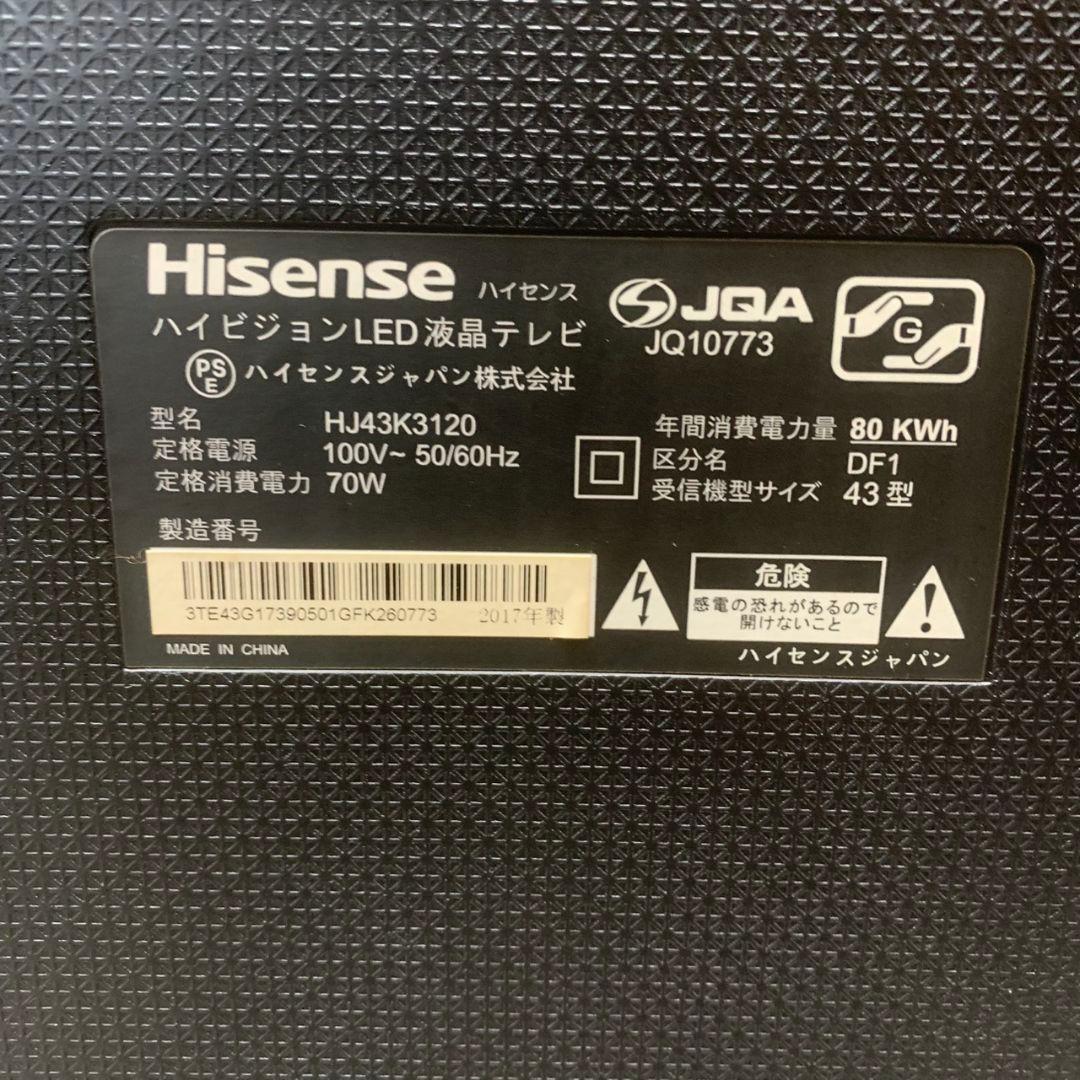 Hisense ハイセンス
ハイビジョンLED液晶テレビ
PSE ハイセンスジャパン株式会社
JQA
JQ10773
G
型名 HJ43K3120
定格電源 100V~ 50/60Hz
定格消費電力 70W
年間消費電力量 80 KWh
区分名 DF1
受信機型サイズ 43型
製造番号
3TE43G17390501GFK260773 2017年製
MADE IN CHINA
危険
感電の恐れがあるので
開けないこと
ハイセンスジャパン